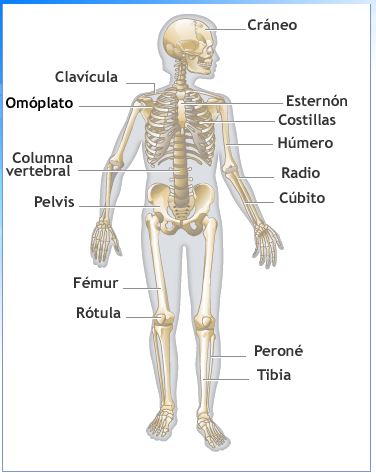 Cráneo
Clavícula
Omóplato
Esternón
Costillas
Húmero
Columna
vertebral
Radio
Cúbito
Pelvis
Fémur
Rótula
Peroné
Tibia